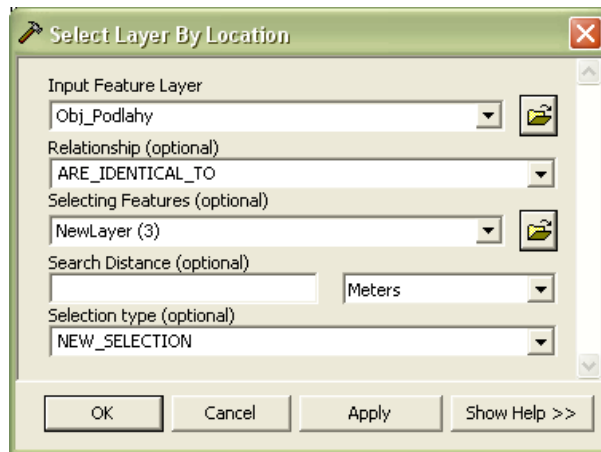 Select Layer By Location
Input Feature Layer
Obj_Podlahy
Relationship (optional)
ARE_IDENTICAL_TO
Selecting Features (optional)
NewLayer (3)
Search Distance (optional)
Meters
Selection type (optional)
NEW_SELECTION
OK Cancel Apply Show Help >>